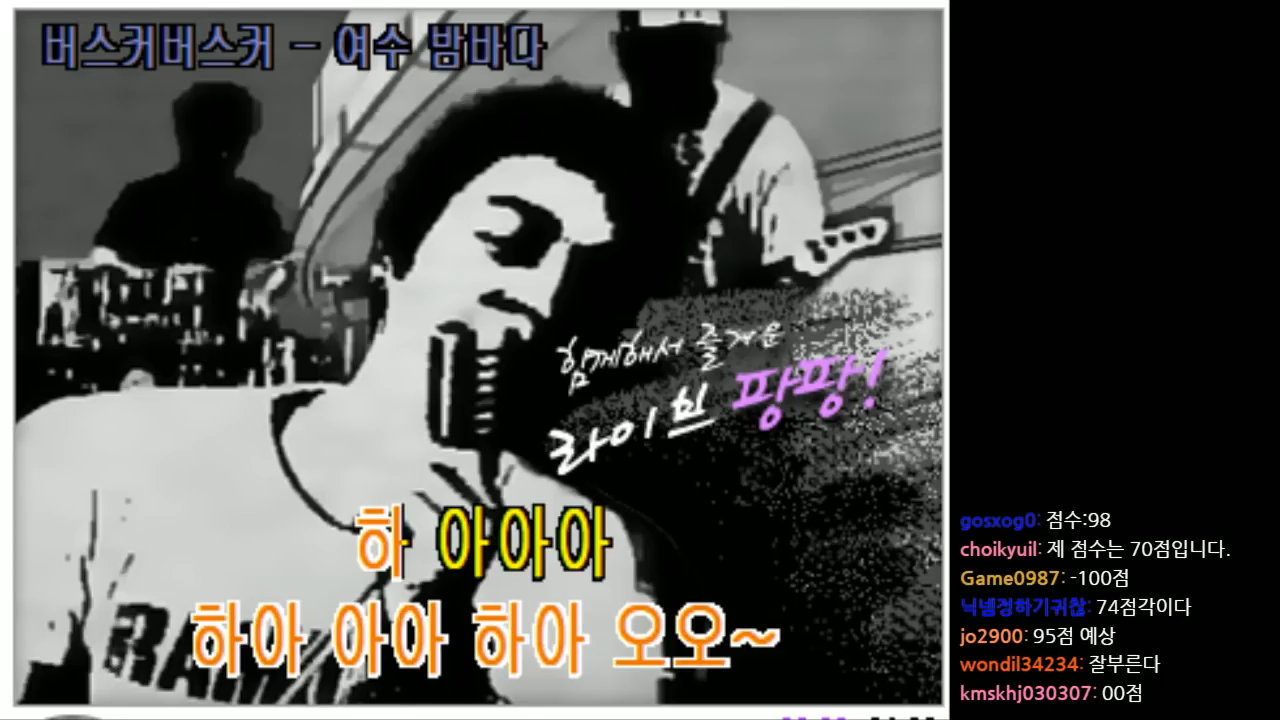 버스커버스커 - 여수 밤바다
함께해서 즐거운
라이브 팡팡!
하 아아아
하아 아아 하아 오오~
gosxog0: 점수:98
choikyuil: 제 점수는 70점입니다.
Game0987: -100점
닉넴정하기귀찮: 74점각이다
jo2900: 95점 예상
wondil34234: 잘부른다
kmskhj030307: 00점